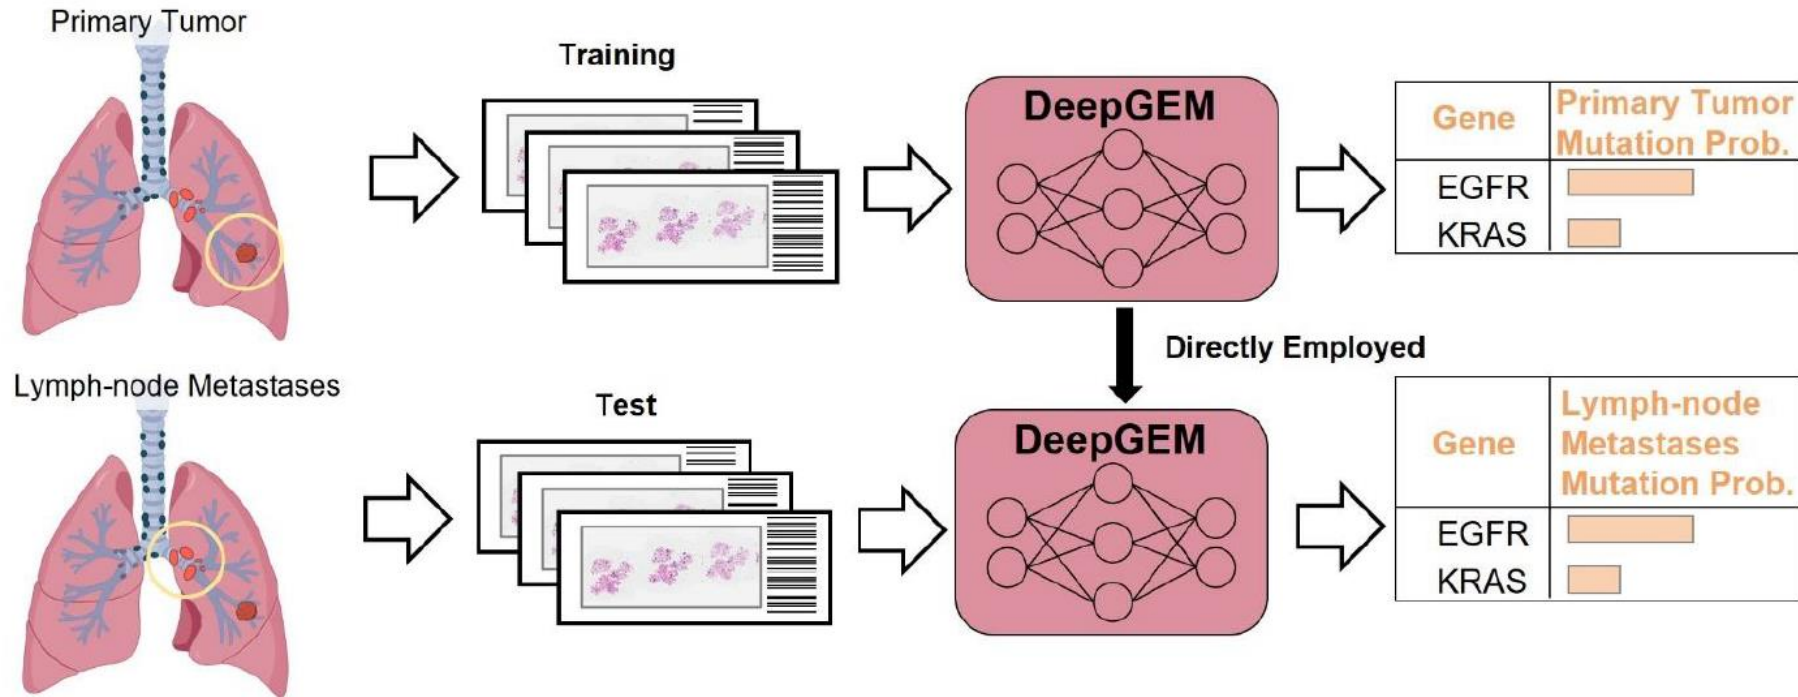 Primary Tumor
Training
DeepGEM
Gene
Primary Tumor
Mutation Prob.
EGFR
KRAS
Directly Employed
Lymph-node Metastases
Test
DeepGEM
Gene
Lymph-node
Metastases
Mutation Prob.
EGFR
KRAS